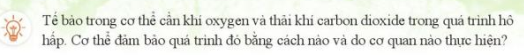 Tế bào trong cơ thể cần khí oxygen và thải khí carbon dioxide trong quá trình hô
hấp. Cơ thể đảm bảo quá trình đó bằng cách nào và do cơ quan nào thực hiện?